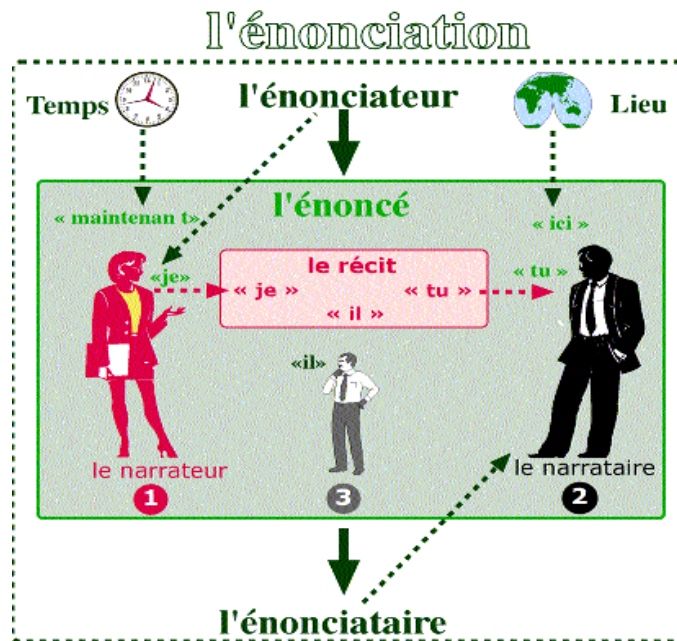 l'énonciation
Temps
l'énonciateur
Lieu
l'énoncé
« maintenan t»
« ici »
«je»
le récit
« tu »
« je »
« tu »
« il »
«il»
le narrateur
le narrataire
1
3
2
l'énonciataire